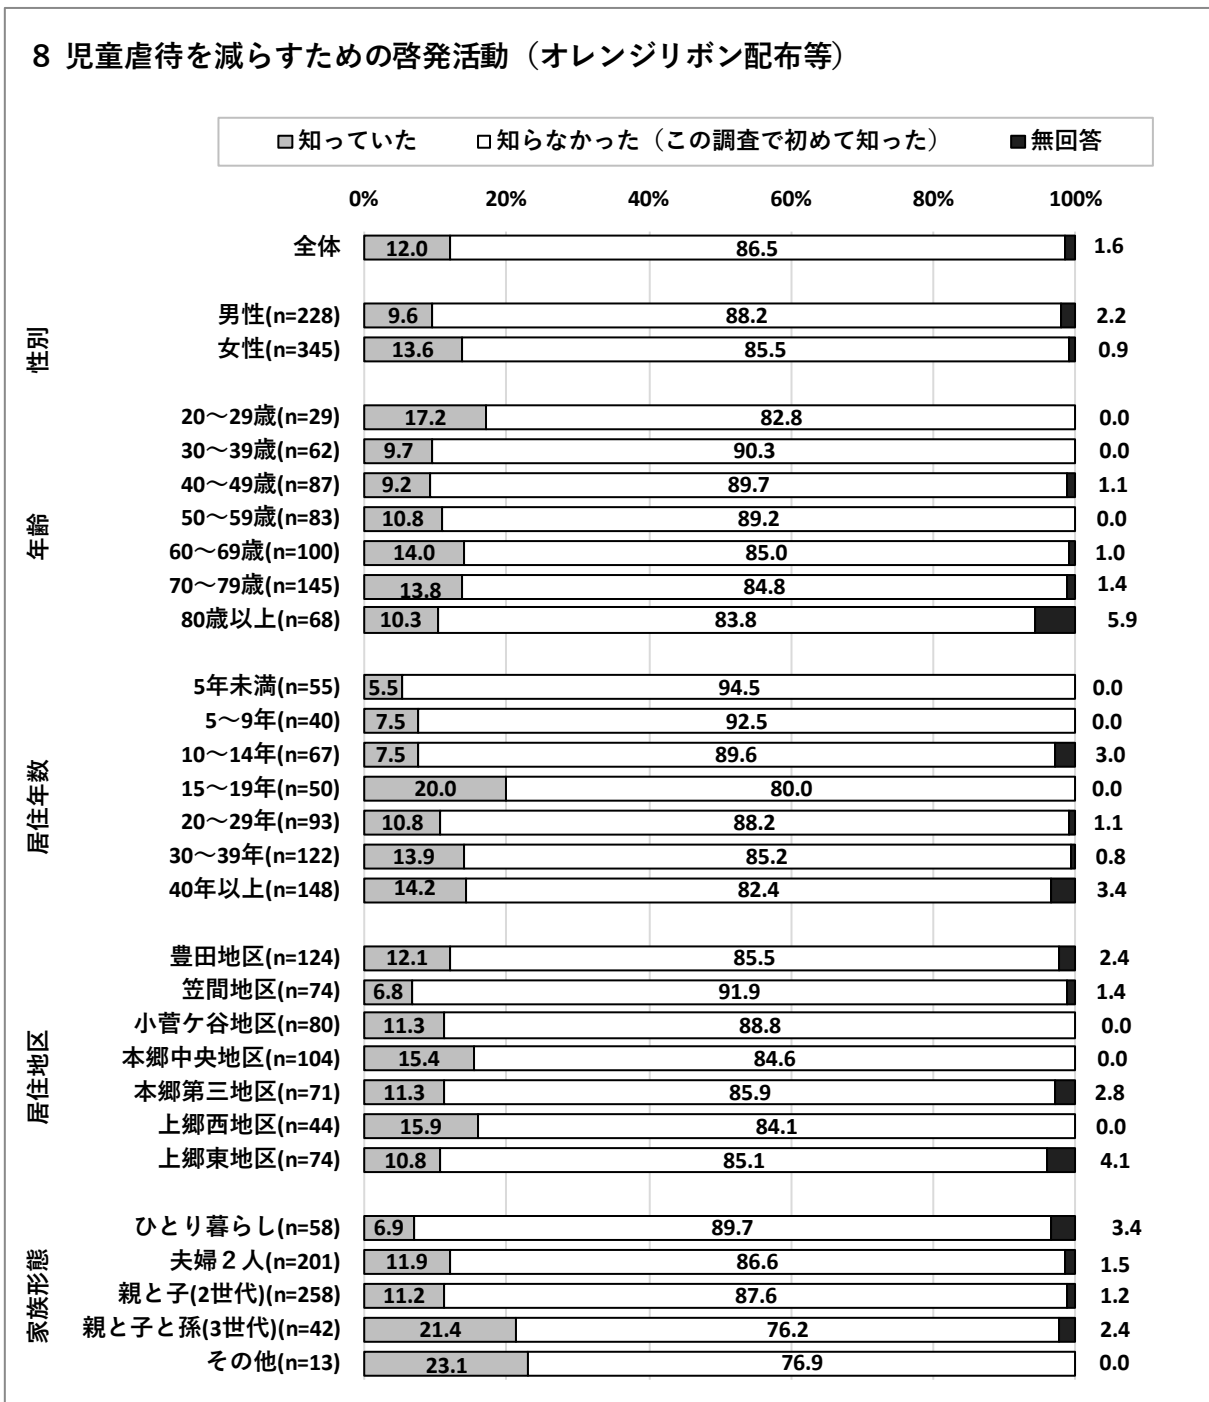 8 児童虐待を減らすための啓発活動（オレンジリボン配布等）
知っていた 知らなかった（この調査で初めて知った） 無回答
0% 20% 40% 60% 80% 100%
全体 12.0 86.5 1.6
性別
男性(n=228) 9.6 88.2 2.2
女性(n=345) 13.6 85.5 0.9
年齢
20～29歳(n=29) 17.2 82.8 0.0
30～39歳(n=62) 9.7 90.3 0.0
40～49歳(n=87) 9.2 89.7 1.1
50～59歳(n=83) 10.8 89.2 0.0
60～69歳(n=100) 14.0 85.0 1.0
70～79歳(n=145) 13.8 84.8 1.4
80歳以上(n=68) 10.3 83.8 5.9
居住年数
5年未満(n=55) 5.5 94.5 0.0
5～9年(n=40) 7.5 92.5 0.0
10～14年(n=67) 7.5 89.6 3.0
15～19年(n=50) 20.0 80.0 0.0
20～29年(n=93) 10.8 88.2 1.1
30～39年(n=122) 13.9 85.2 0.8
40年以上(n=148) 14.2 82.4 3.4
居住地区
豊田地区(n=124) 12.1 85.5 2.4
笠間地区(n=74) 6.8 91.9 1.4
小菅ケ谷地区(n=80) 11.3 88.8 0.0
本郷中央地区(n=104) 15.4 84.6 0.0
本郷第三地区(n=71) 11.3 85.9 2.8
上郷西地区(n=44) 15.9 84.1 0.0
上郷東地区(n=74) 10.8 85.1 4.1
家族形態
ひとり暮らし(n=58) 6.9 89.7 3.4
夫婦２人(n=201) 11.9 86.6 1.5
親と子(2世代)(n=258) 11.2 87.6 1.2
親と子と孫(3世代)(n=42) 21.4 76.2 2.4
その他(n=13) 23.1 76.9 0.0